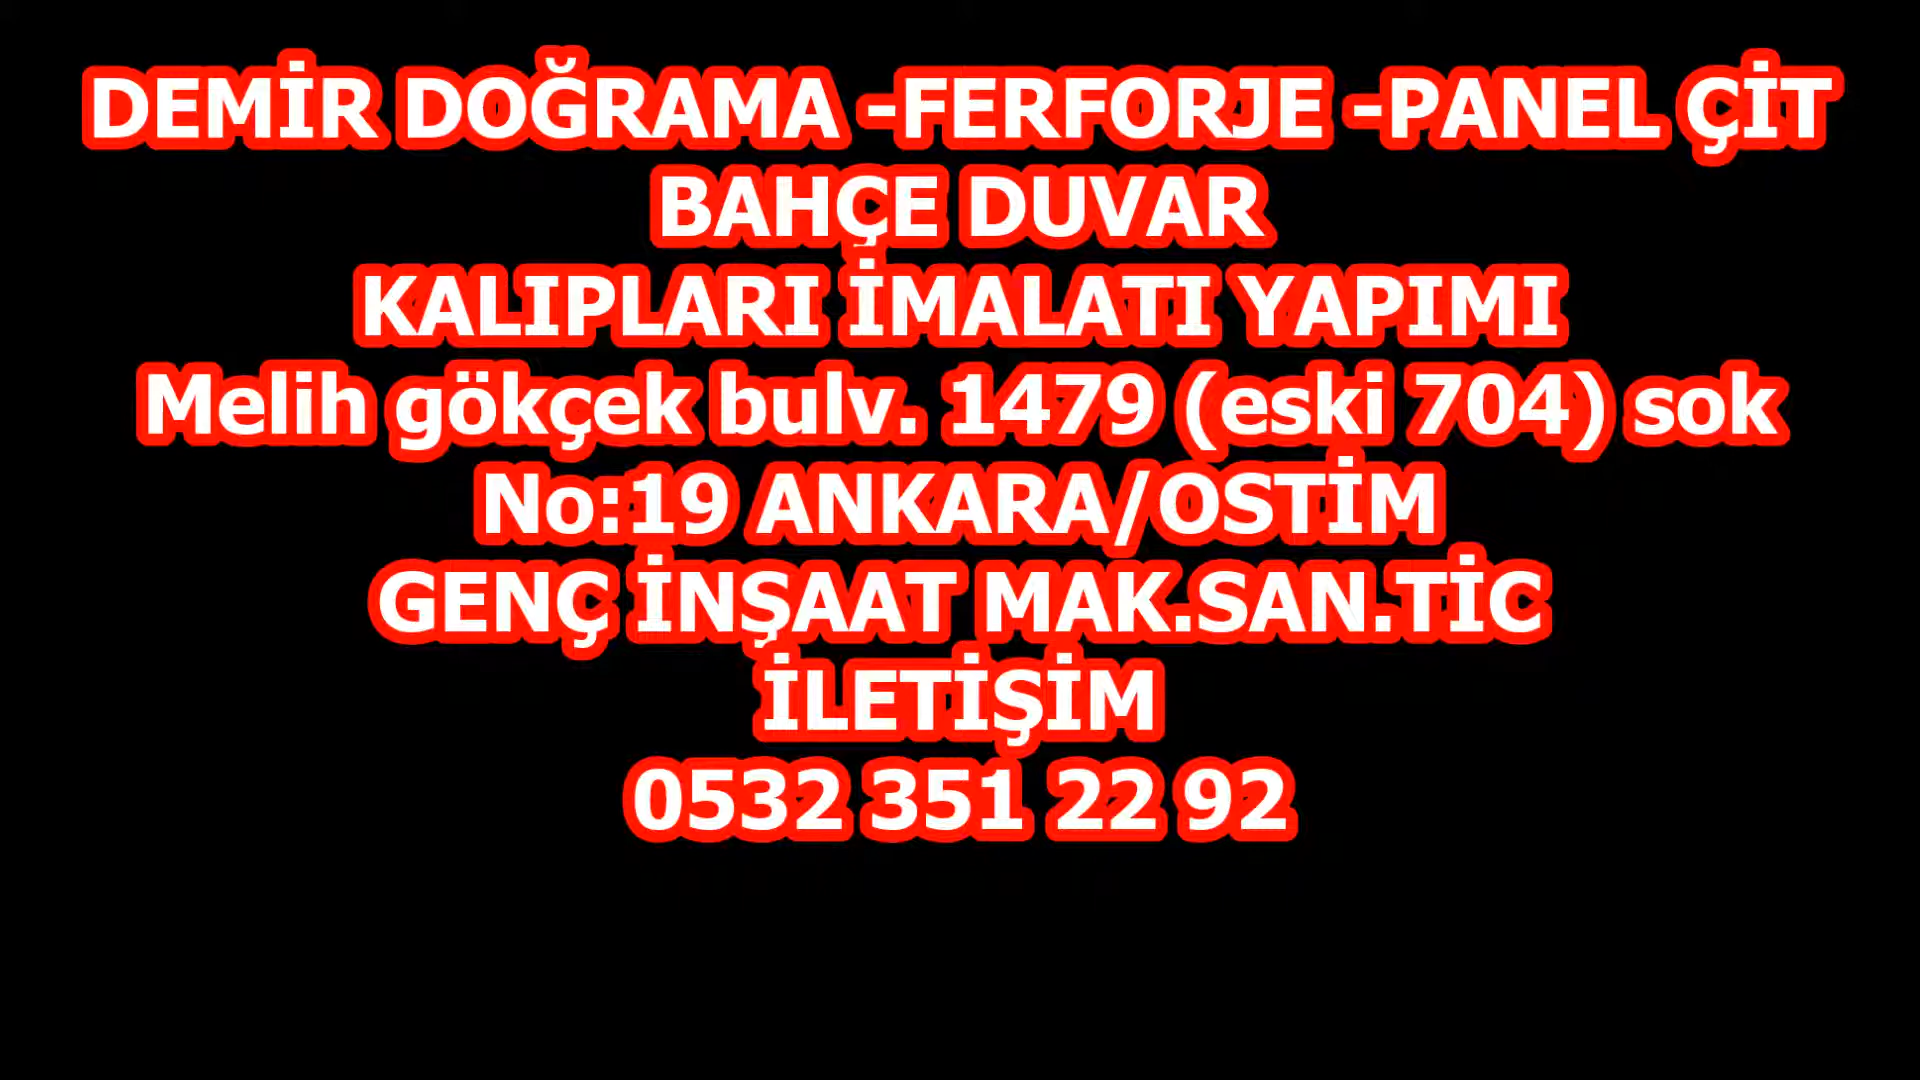 DEMİR DOĞRAMA -FERFORJE -PANEL ÇİT
BAHÇE DUVAR
KALIPLARI İMALATI YAPIMI
Melih gökçek bulv. 1479 (eski 704) sok
No:19 ANKARA/OSTİM
GENÇ İNŞAAT MAK.SAN.TİC
İLETİŞİM
0532 351 22 92